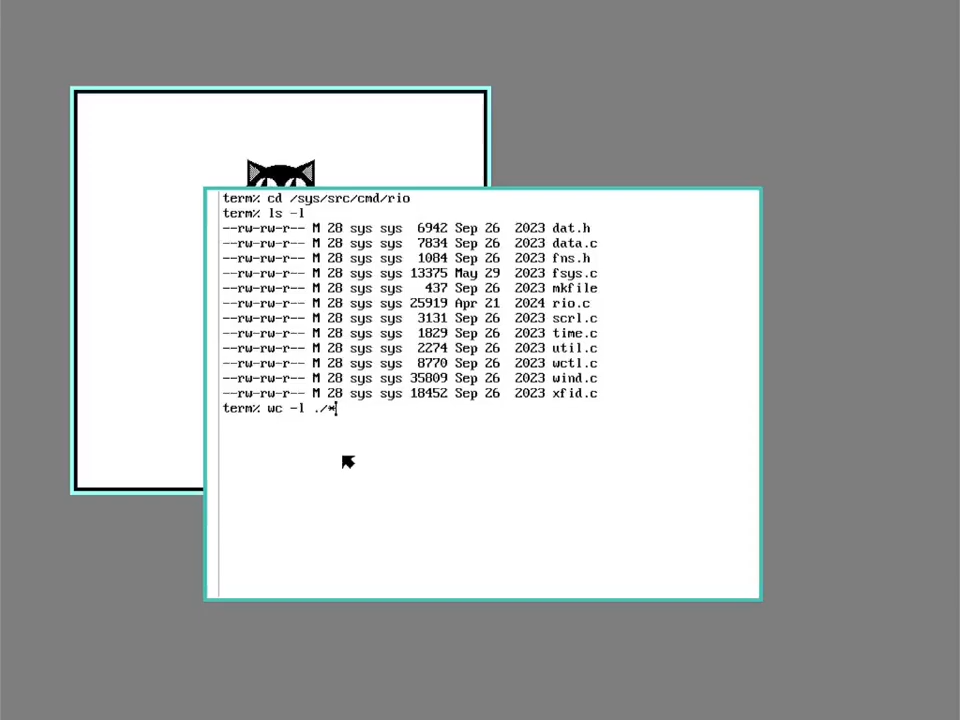 term% cd /sys/src/cmd/rio
term% ls -l
--rw-rw-r-- M 28 sys sys  6942 Sep 26  2023 dat.h
--rw-rw-r-- M 28 sys sys  7834 Sep 26  2023 data.c
--rw-rw-r-- M 28 sys sys  1084 Sep 26  2023 fns.h
--rw-rw-r-- M 28 sys sys 13375 May 29  2023 fsys.c
--rw-rw-r-- M 28 sys sys   437 Sep 26  2023 mkfile
--rw-rw-r-- M 28 sys sys 25919 Apr 21  2024 rio.c
--rw-rw-r-- M 28 sys sys  3131 Sep 26  2023 scrl.c
--rw-rw-r-- M 28 sys sys  1829 Sep 26  2023 time.c
--rw-rw-r-- M 28 sys sys  2274 Sep 26  2023 util.c
--rw-rw-r-- M 28 sys sys  8770 Sep 26  2023 wctl.c
--rw-rw-r-- M 28 sys sys 35809 Sep 26  2023 wind.c
--rw-rw-r-- M 28 sys sys 18452 Sep 26  2023 xfid.c
term% wc -l ./*